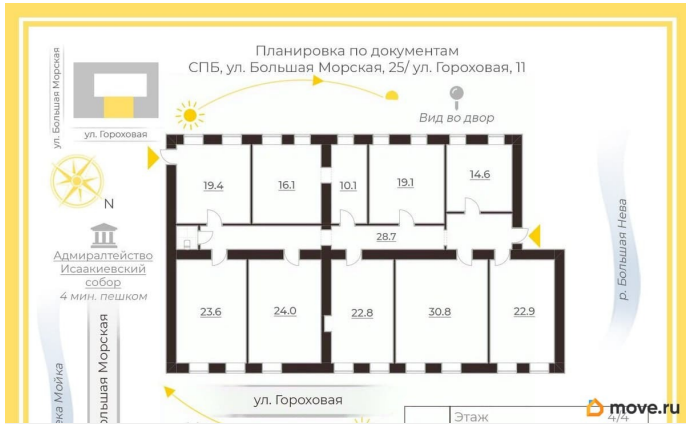 Планировка по документам
СПБ, ул. Большая Морская, 25/ ул. Гороховая, 11
ул. Большая Морская
ул. Гороховая
Вид во двор
N
19.4
16.1
10.1
19.1
14.6
28.7
Адмиралтейство
Исаакиевский
собор
4 мин. пешком
23.6
24.0
22.8
30.8
22.9
р. Большая Нева
ека Мойка
ольшая Морская
ул. Гороховая
Этаж
4/4
move.ru